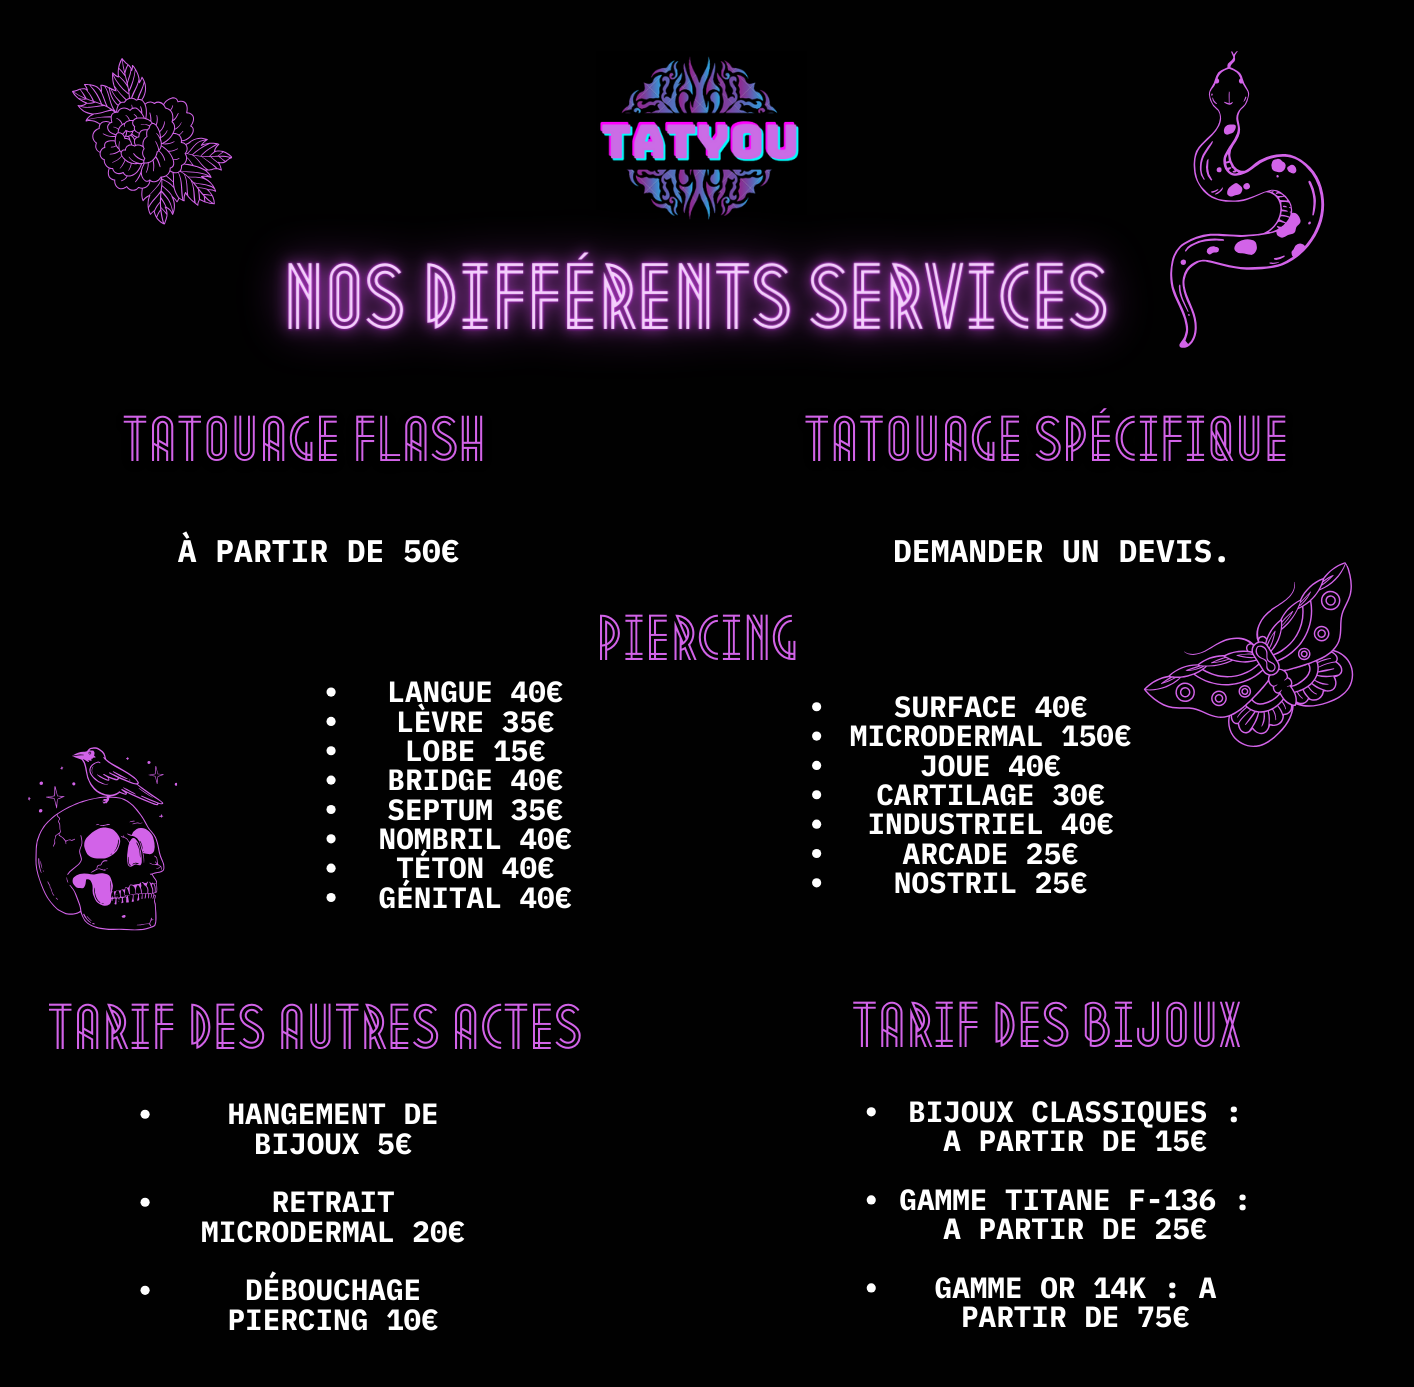 TATYOU
NOS DIFFÉRENTS SERVICES
TATOUAGE FLASH
À PARTIR DE 50€
TATOUAGE SPÉCIFIQUE
DEMANDER UN DEVIS.
PIERCING
• LANGUE 40€
• LÈVRE 35€
• LOBE 15€
• BRIDGE 40€
• SEPTUM 35€
• NOMBRIL 40€
• TÉTON 40€
• GÉNITAL 40€
• SURFACE 40€
• MICRODERMAL 150€
• JOUE 40€
• CARTILAGE 30€
• INDUSTRIEL 40€
• ARCADE 25€
• NOSTRIL 25€
TARIF DES AUTRES ACTES
• HANGEMENT DE
BIJOUX 5€
• RETRAIT
MICRODERMAL 20€
• DÉBOUCHAGE
PIERCING 10€
TARIF DES BIJOUX
• BIJOUX CLASSIQUES :
A PARTIR DE 15€
• GAMME TITANE F-136 :
A PARTIR DE 25€
• GAMME OR 14K : A
PARTIR DE 75€